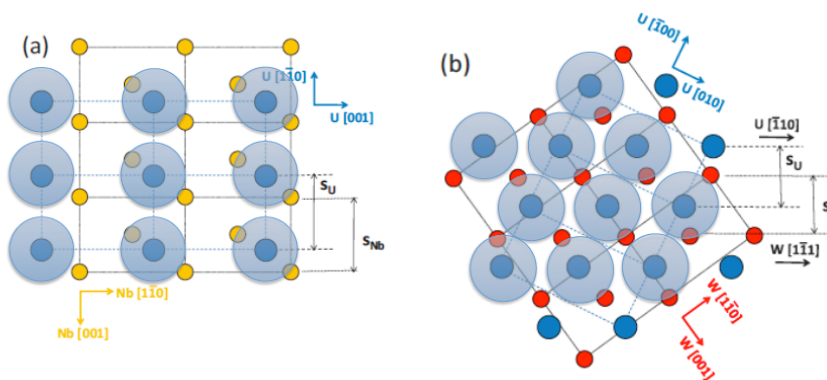 (a)
U [11̄0]
U [001]
S_U
S_Nb
Nb [11̄0]
Nb [001]
(b)
U [1̄00]
U [010]
U [1̄10]
S_U
S
W [11̄1]
W [11̄0]
W [001]